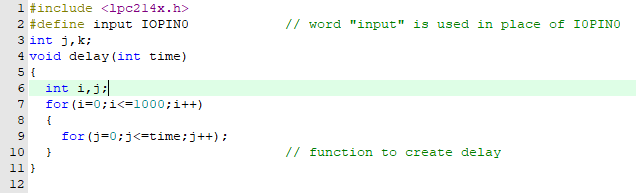 1 #include <lpc214x.h>
2 #define input IOPIN0 // word "input" is used in place of IOPIN0
3 int j,k;
4 void delay(int time)
5 {
6 int i,j;
7 for(i=0;i<=1000;i++)
8 {
9 for(j=0;j<=time;j++);
10 } // function to create delay
11 }
12